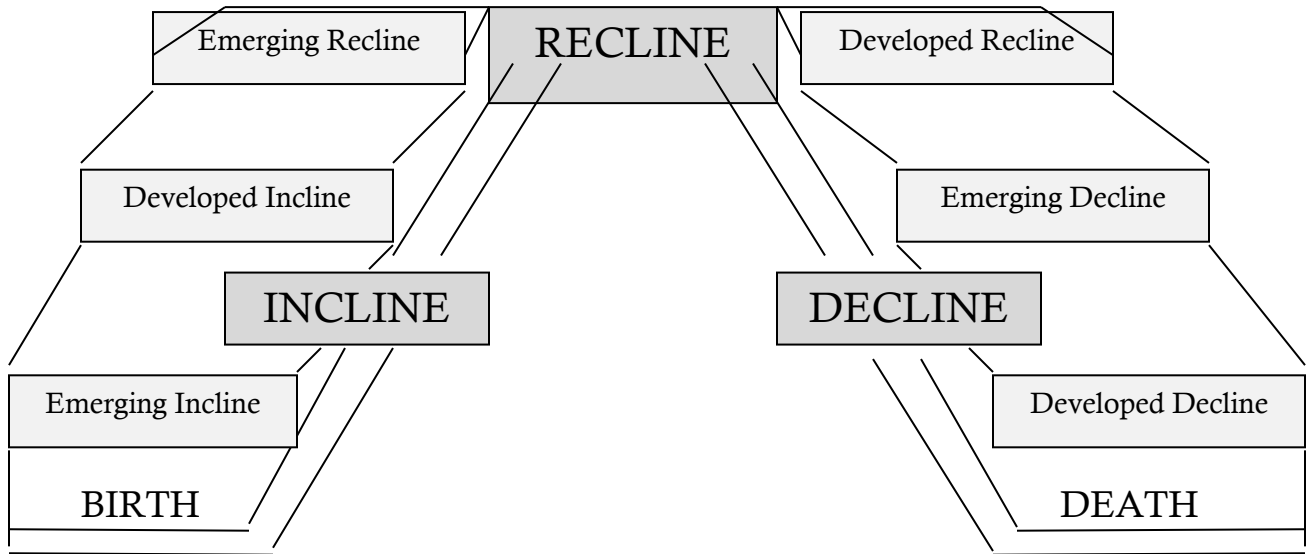 Emerging Recline
RECLINE
Developed Recline
Developed Incline
Emerging Decline
INCLINE
DECLINE
Emerging Incline
Developed Decline
BIRTH
DEATH